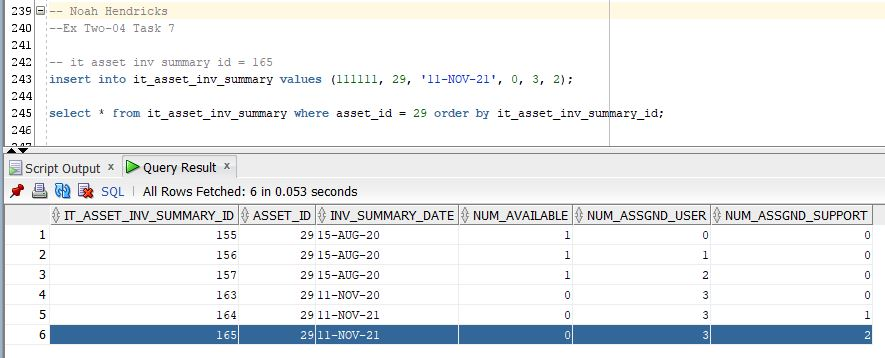 239 -- Noah Hendricks
240 --Ex Two-04 Task 7
241
242 -- it asset inv summary id = 165
243 insert into it_asset_inv_summary values (111111, 29, '11-NOV-21', 0, 3, 2);
244
245 select * from it_asset_inv_summary where asset_id = 29 order by it_asset_inv_summary_id;
246
Script Output x Query Result x
SQL | All Rows Fetched: 6 in 0.053 seconds
IT_ASSET_INV_SUMMARY_ID ASSET_ID INV_SUMMARY_DATE NUM_AVAILABLE NUM_ASSGND_USER NUM_ASSGND_SUPPORT
1 155 29 15-AUG-20 1 0 0
2 156 29 15-AUG-20 1 1 0
3 157 29 15-AUG-20 1 2 0
4 163 29 11-NOV-20 0 3 0
5 164 29 11-NOV-21 0 3 1
6 165 29 11-NOV-21 0 3 2